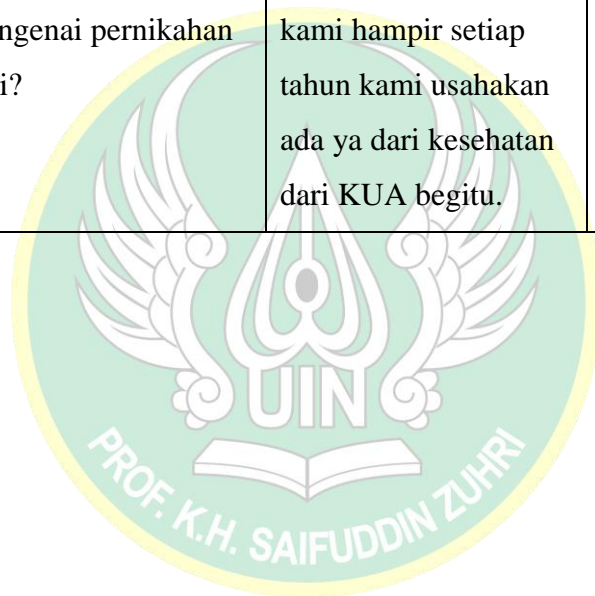 ngenai pernikahan
i?
kami hampir setiap
tahun kami usahakan
ada ya dari kesehatan
dari KUA begitu.
UIN
PROF. K.H. SAIFUDDIN ZUHRI